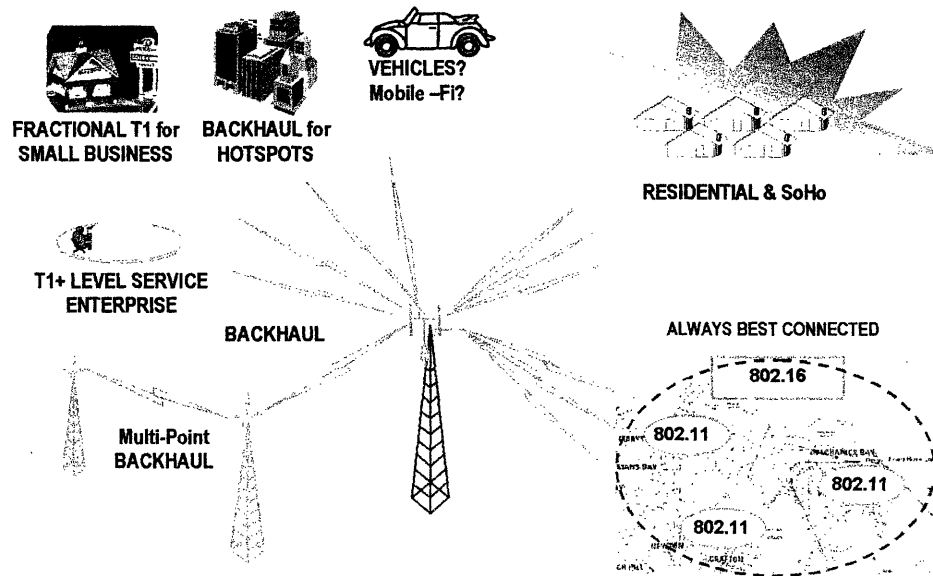 VEHICLES?
Mobile –Fi?
FRACTIONAL T1 for
SMALL BUSINESS
BACKHAUL for
HOTSPOTS
RESIDENTIAL & SoHo
T1+ LEVEL SERVICE
ENTERPRISE
BACKHAUL
Multi-Point
BACKHAUL
ALWAYS BEST CONNECTED
802.16
802.11
802.11
802.11
GRAFTON